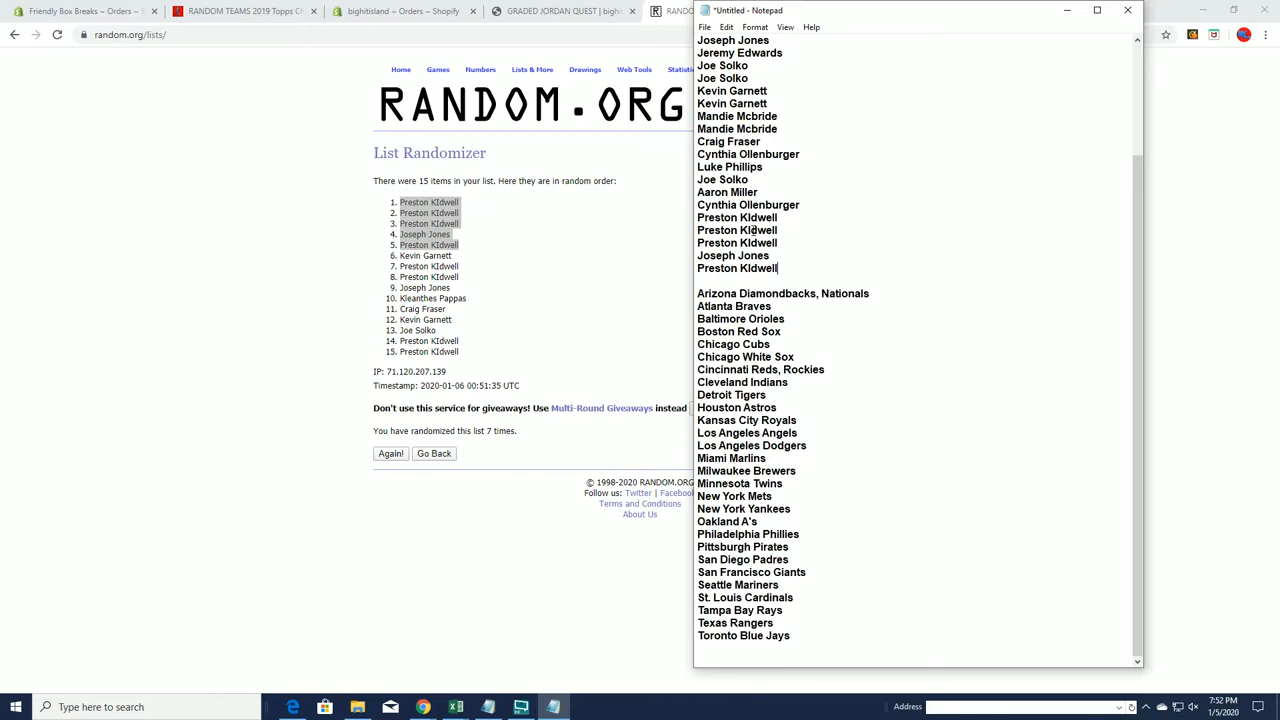 Friendly Box Breaks Breakers
RANDOM TEAMS 2019 Topps C
bighitisland ~ Orders ~ Shopify
GRADED JORDAN QUEST | bighi
RAND
random.org/lists/
Home Games Numbers Lists & More Drawings Web Tools Statisti
RANDOM.ORG
List Randomizer
There were 15 items in your list. Here they are in random order:
1. Preston KIdwell
2. Preston KIdwell
3. Preston KIdwell
4. Joseph Jones
5. Preston KIdwell
6. Kevin Garnett
7. Preston KIdwell
8. Preston KIdwell
9. Joseph Jones
10. Kleanthes Pappas
11. Craig Fraser
12. Kevin Garnett
13. Joe Solko
14. Preston KIdwell
15. Preston KIdwell
IP: 71.120.207.139
Timestamp: 2020-01-06 00:51:35 UTC
Don't use this service for giveaways! Use Multi-Round Giveaways instead
You have randomized this list 7 times.
Again! Go Back
© 1998-2020 RANDOM.ORG
Follow us: Twitter | Facebook
Terms and Conditions
About Us
*Untitled - Notepad
File Edit Format View Help
Joseph Jones
Jeremy Edwards
Joe Solko
Joe Solko
Kevin Garnett
Kevin Garnett
Mandie Mcbride
Mandie Mcbride
Craig Fraser
Cynthia Ollenburger
Luke Phillips
Joe Solko
Aaron Miller
Cynthia Ollenburger
Preston KIdwell
Preston KIdwell
Preston KIdwell
Joseph Jones
Preston KIdwell
Arizona Diamondbacks, Nationals
Atlanta Braves
Baltimore Orioles
Boston Red Sox
Chicago Cubs
Chicago White Sox
Cincinnati Reds, Rockies
Cleveland Indians
Detroit Tigers
Houston Astros
Kansas City Royals
Los Angeles Angels
Los Angeles Dodgers
Miami Marlins
Milwaukee Brewers
Minnesota Twins
New York Mets
New York Yankees
Oakland A's
Philadelphia Phillies
Pittsburgh Pirates
San Diego Padres
San Francisco Giants
Seattle Mariners
St. Louis Cardinals
Tampa Bay Rays
Texas Rangers
Toronto Blue Jays
Type here to search
Address
7:52 PM
1/5/2020